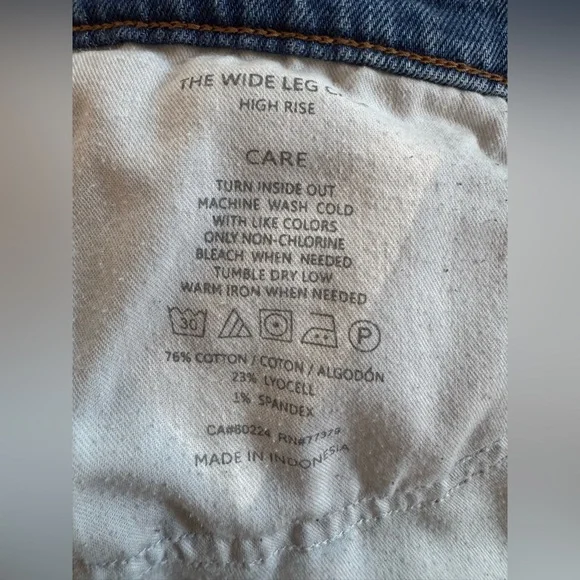 THE WIDE LEG
HIGH RISE
CARE
TURN INSIDE OUT
MACHINE WASH COLD
WITH LIKE COLORS
ONLY NON-CHLORINE
BLEACH WHEN NEEDED
TUMBLE DRY LOW
WARM IRON WHEN NEEDED
30 P
76% COTTON / COTON / ALGODÓN
23% LYOCELL
1% SPANDEX
CA#60224 RN#77379
MADE IN INDONESIA